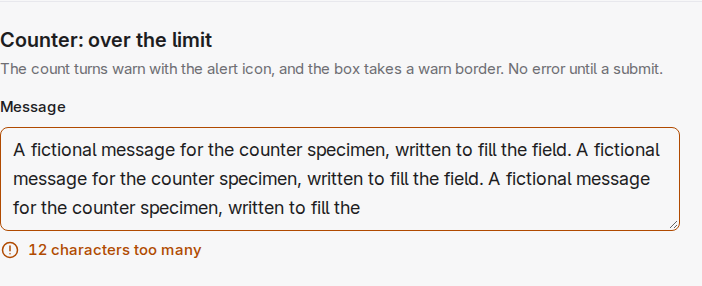 Counter: over the limit
The count turns warn with the alert icon, and the box takes a warn border. No error until a submit.
Message
A fictional message for the counter specimen, written to fill the field. A fictional
message for the counter specimen, written to fill the field. A fictional message
for the counter specimen, written to fill the
12 characters too many